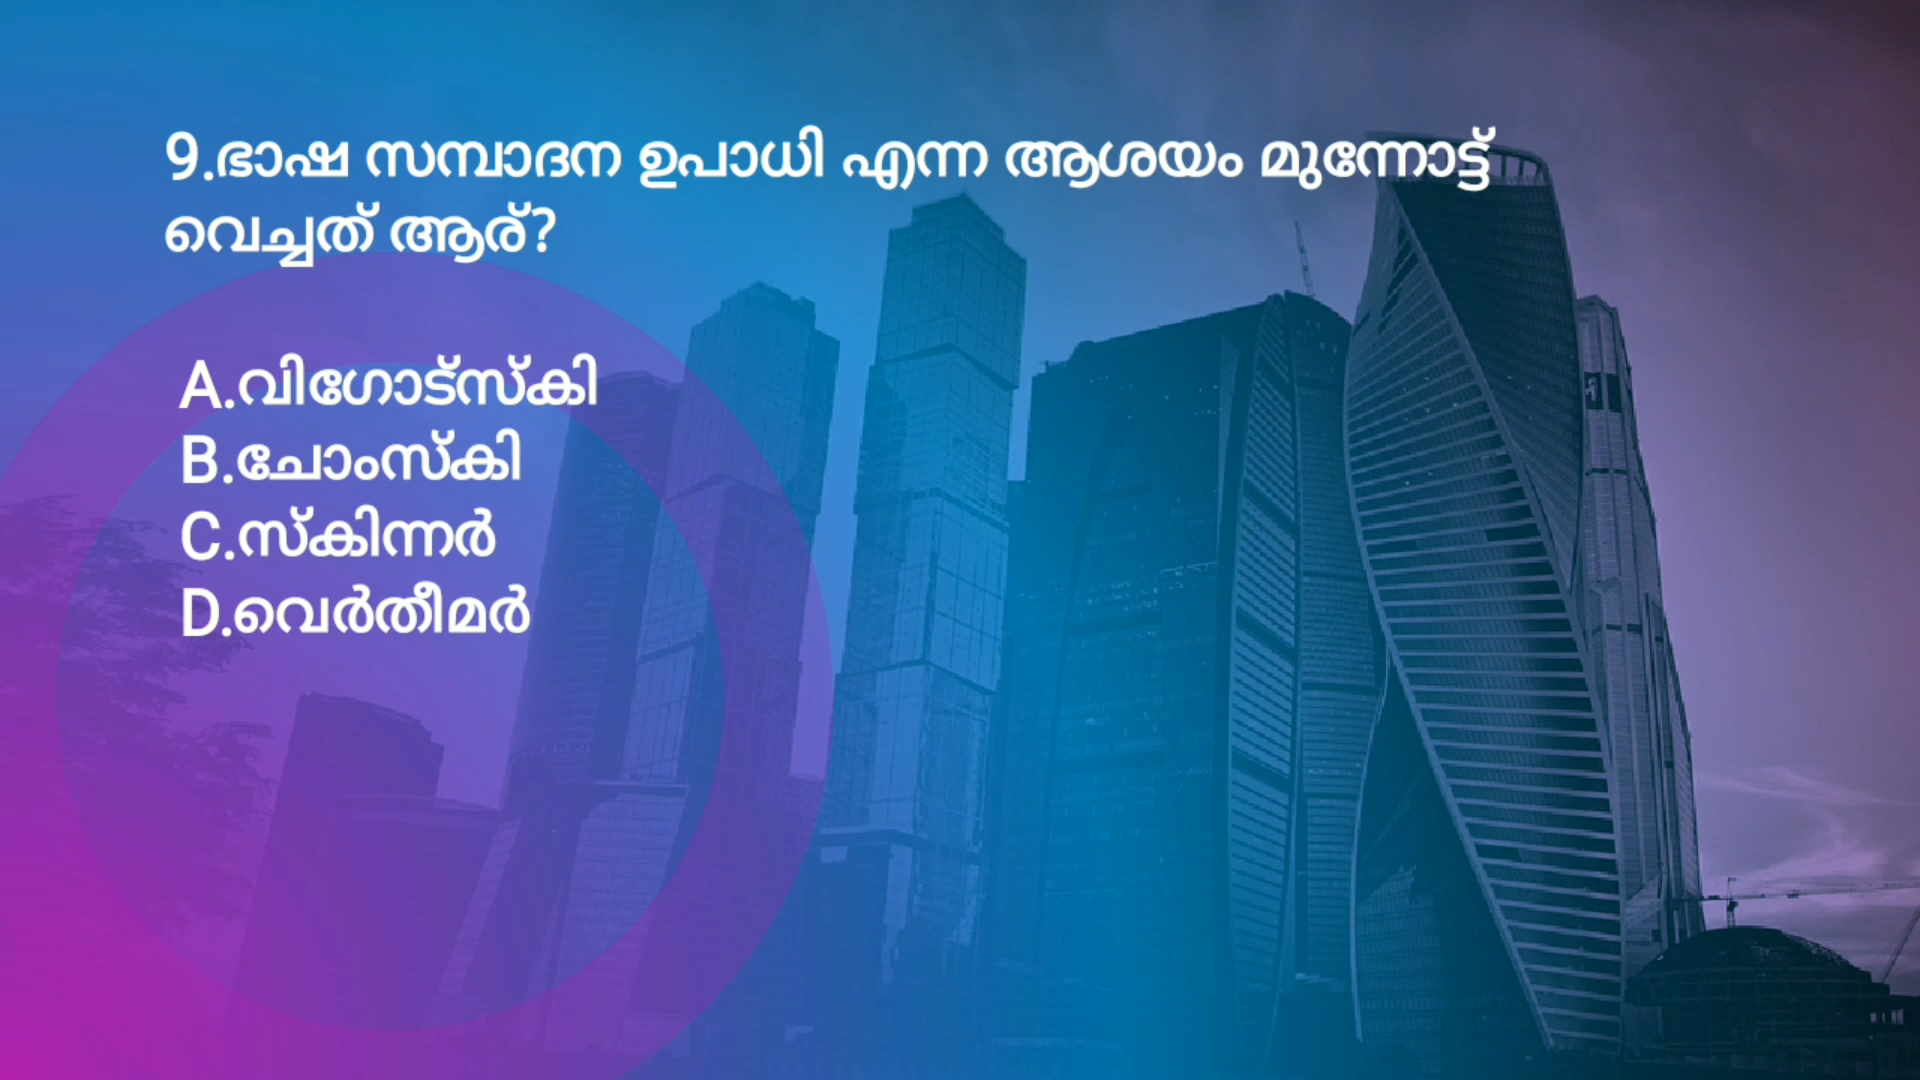 9.ഭാഷ സമ്പാദന ഉപാധി എന്ന ആശയം മുന്നോട്ട്
വെച്ചത് ആര്?
A.വിഗോട്സ്കി
B.ചോംസ്കി
C.സ്കിന്നർ
D.വെർതീമർ